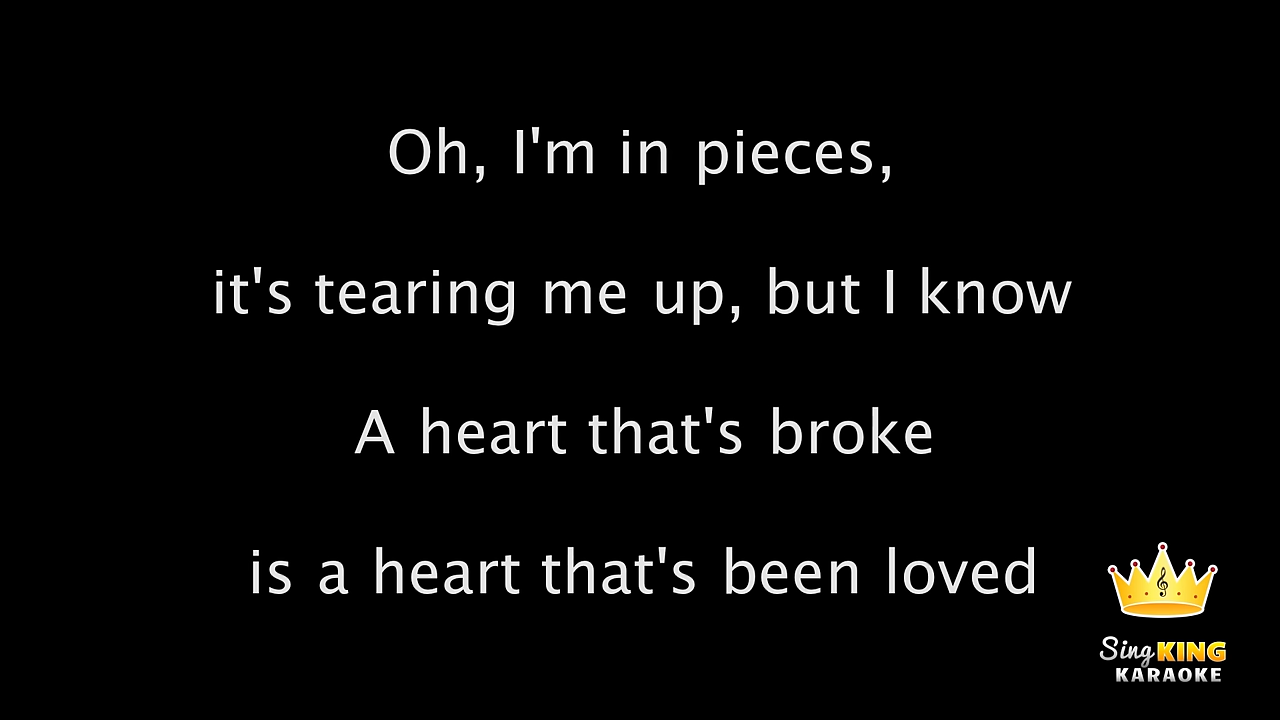 Oh, I'm in pieces,
it's tearing me up, but I know
A heart that's broke
is a heart that's been loved
Sing KING
KARAOKE